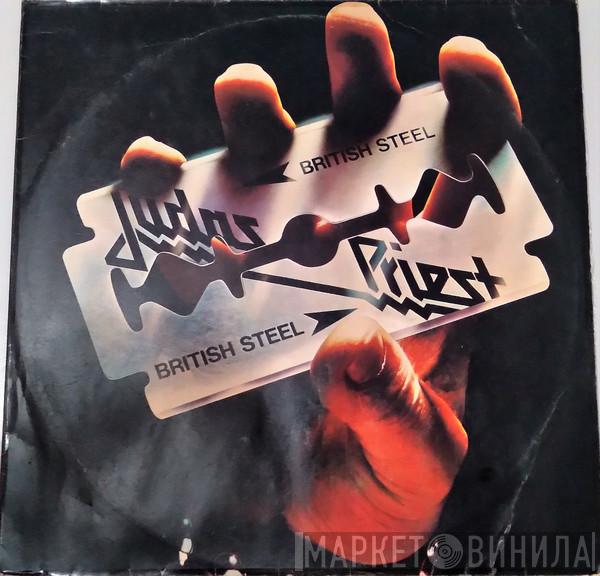 BRITISH STEEL
Judas
Priest
BRITISH STEEL
МАРКЕТ ВИНИЛА